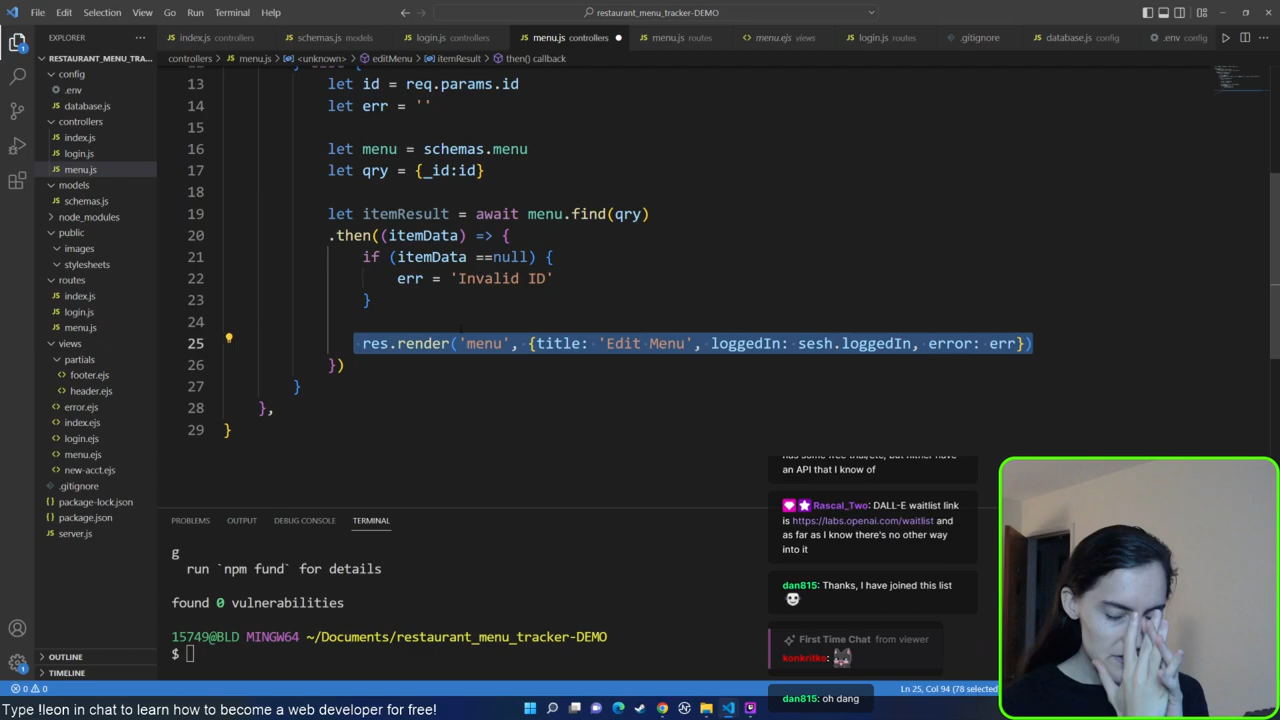 File Edit Selection View Go Run Terminal Help
restaurant_menu_tracker-DEMO
EXPLORER
index.js controllers
schemas.js models
login.js controllers
menu.js controllers
menu.js routes
menu.ejs views
login.js routes
.gitignore
database.js config
.env config
controllers > menu.js > <unknown> > editMenu > itemResult > then() callback
RESTAURANT_MENU_TRA...
config
.env
database.js
controllers
index.js
login.js
menu.js
models
schemas.js
node_modules
public
images
stylesheets
routes
index.js
login.js
menu.js
views
partials
footer.ejs
header.ejs
error.ejs
index.ejs
login.ejs
menu.ejs
new-acct.ejs
.gitignore
package-lock.json
package.json
server.js
OUTLINE
TIMELINE
13 let id = req.params.id
14 let err = ''
15
16 let menu = schemas.menu
17 let qry = {_id:id}
18
19 let itemResult = await menu.find(qry)
20 .then((itemData) => {
21 if (itemData ==null) {
22 err = 'Invalid ID'
23 }
24
25 res.render('menu', {title: 'Edit Menu', loggedIn: sesh.loggedIn, error: err})
26 })
27 }
28 },
29 }
PROBLEMS OUTPUT DEBUG CONSOLE TERMINAL
g
run `npm fund` for details
found 0 vulnerabilities
15749@BLD MINGW64 ~/Documents/restaurant_menu_tracker-DEMO
$
API that I know of
Rascal_Two: DALL-E waitlist link
is https://labs.openai.com/waitlist and
as far as I know there's no other way
into it
dan815: Thanks, I have joined this list
First Time Chat from viewer
konkritko:
dan815: oh dang
0 0
Ln 25, Col 94 (78 selected
Type !leon in chat to learn how to become a web developer for free!